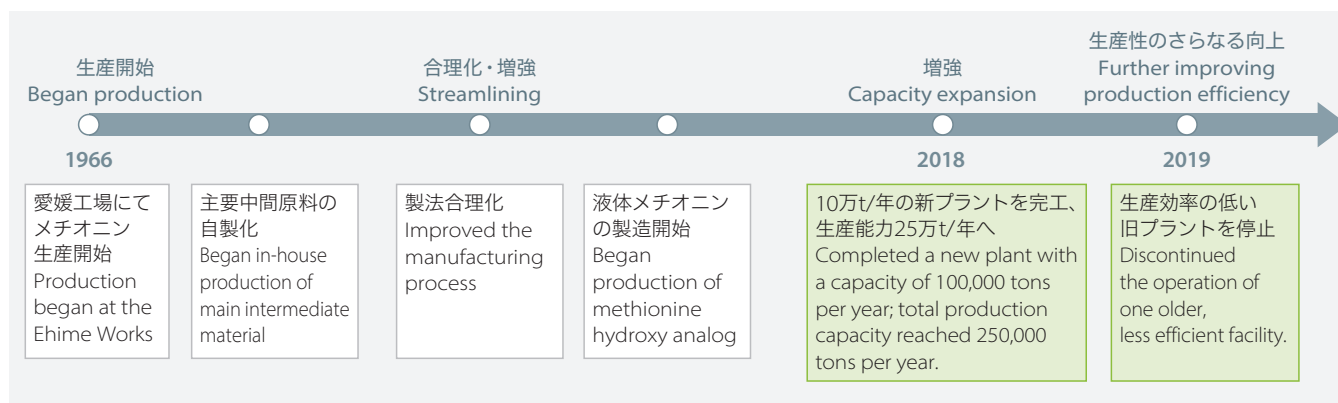 生産開始
Began production
合理化・増強
Streamlining
増強
Capacity expansion
生産性のさらなる向上
Further improving
production efficiency
1966
2018
2019
愛媛工場にて
メチオニン
生産開始
Production
began at the
Ehime Works
主要中間原料の
自製化
Began in-house
production of
main intermediate
material
製法合理化
Improved the
manufacturing
process
液体メチオニン
の製造開始
Began
production of
methionine
hydroxy analog
10万t/年の新プラントを完工、
生産能力25万t/年へ
Completed a new plant with
a capacity of 100,000 tons
per year; total production
capacity reached 250,000
tons per year.
生産効率の低い
旧プラントを停止
Discontinued
the operation of
one older,
less efficient facility.